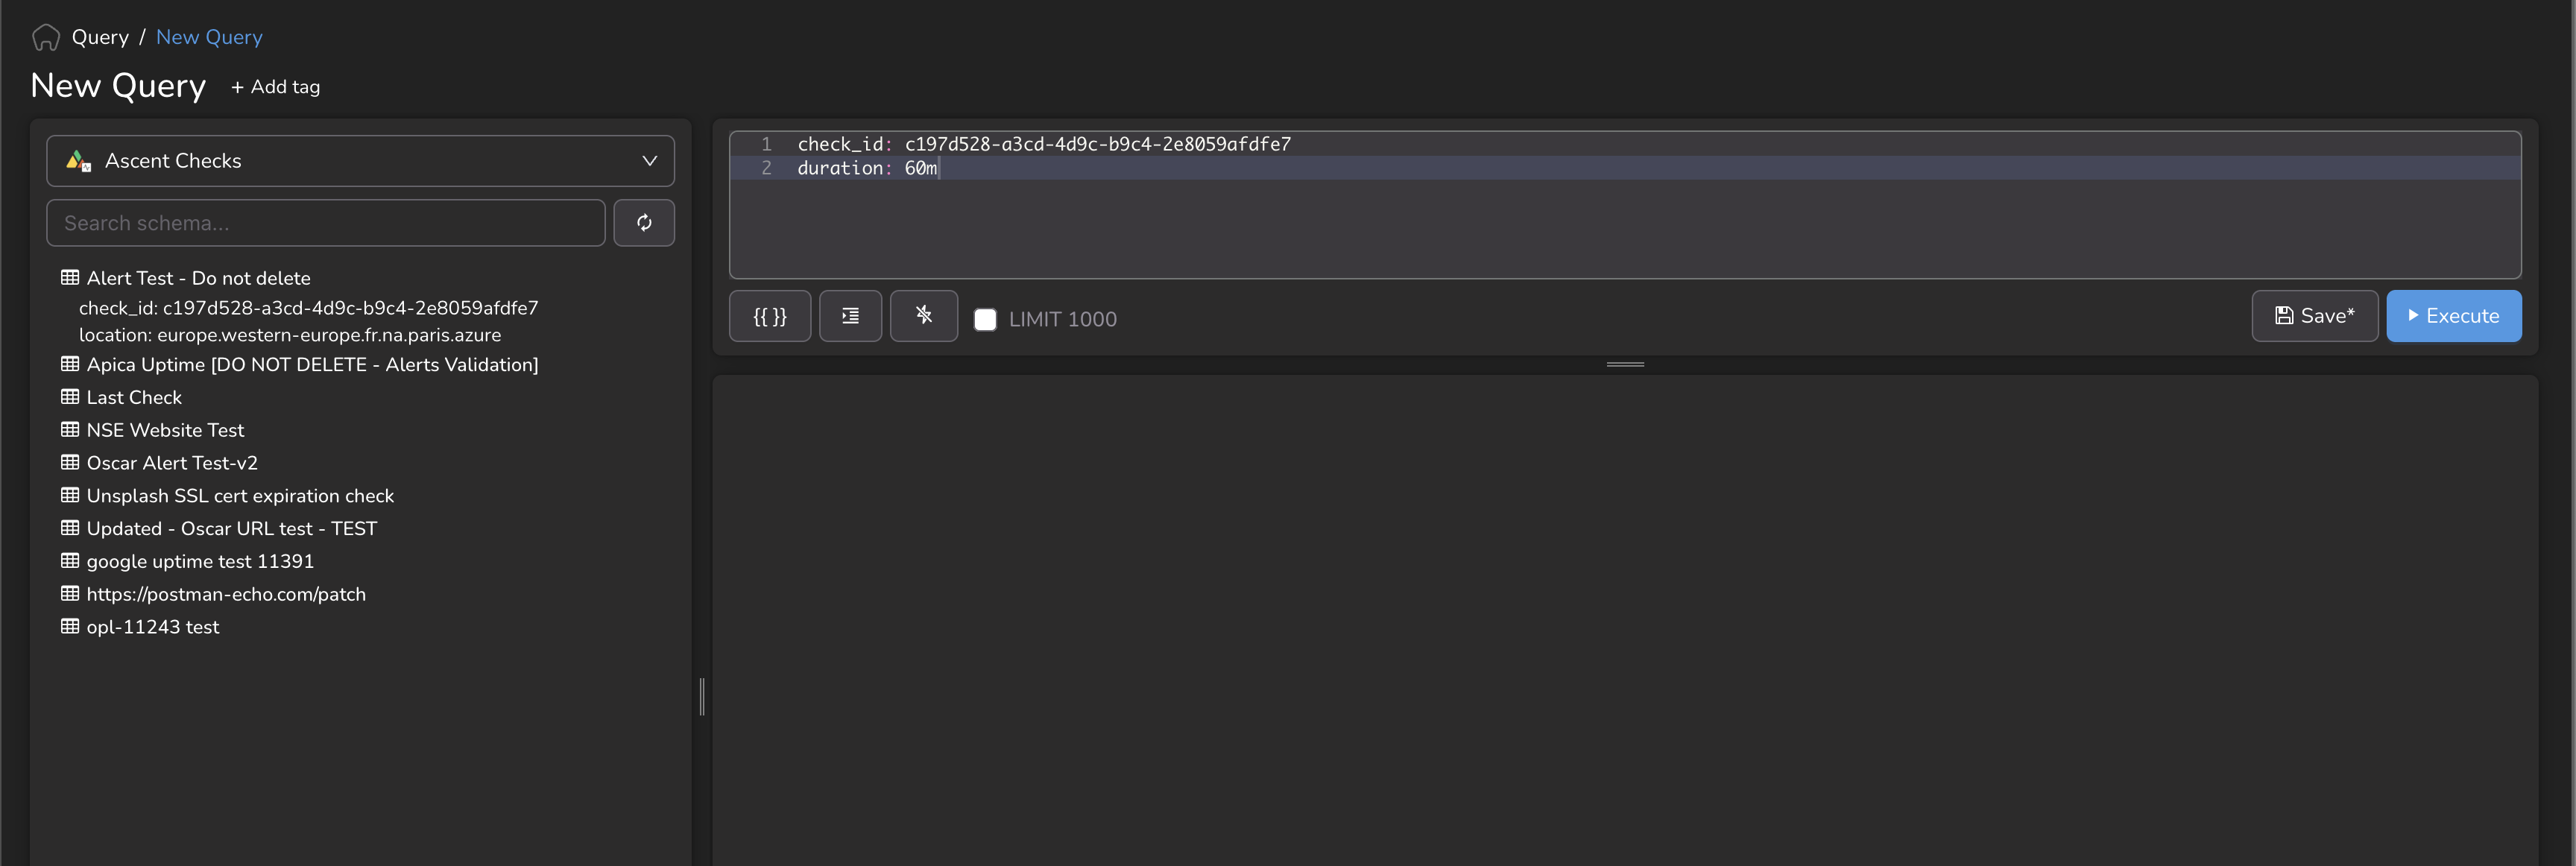 Query / New Query
New Query + Add tag
Ascent Checks
Search schema...
Alert Test - Do not delete
check_id: c197d528-a3cd-4d9c-b9c4-2e8059afdfe7
location: europe.western-europe.fr.na.paris.azure
Apica Uptime [DO NOT DELETE - Alerts Validation]
Last Check
NSE Website Test
Oscar Alert Test-v2
Unsplash SSL cert expiration check
Updated - Oscar URL test - TEST
google uptime test 11391
https://postman-echo.com/patch
opl-11243 test
1 check_id: c197d528-a3cd-4d9c-b9c4-2e8059afdfe7
2 duration: 60m
{{ }} LIMIT 1000 Save* Execute